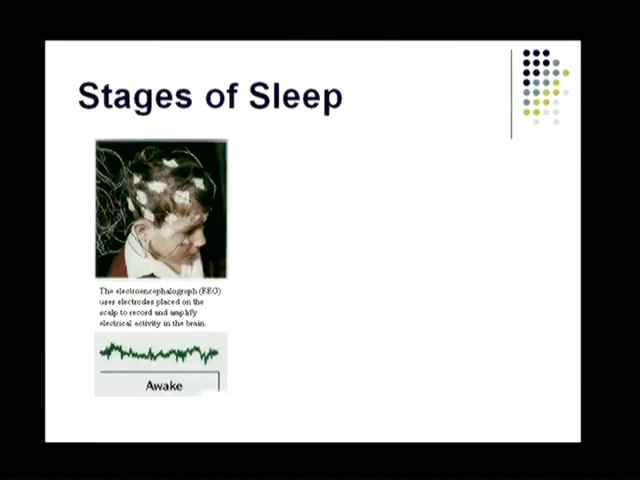 Stages of Sleep
The electroencephalograph (EEG)
uses electrodes placed on the
scalp to record and amplify
electrical activity in the brain.
Awake